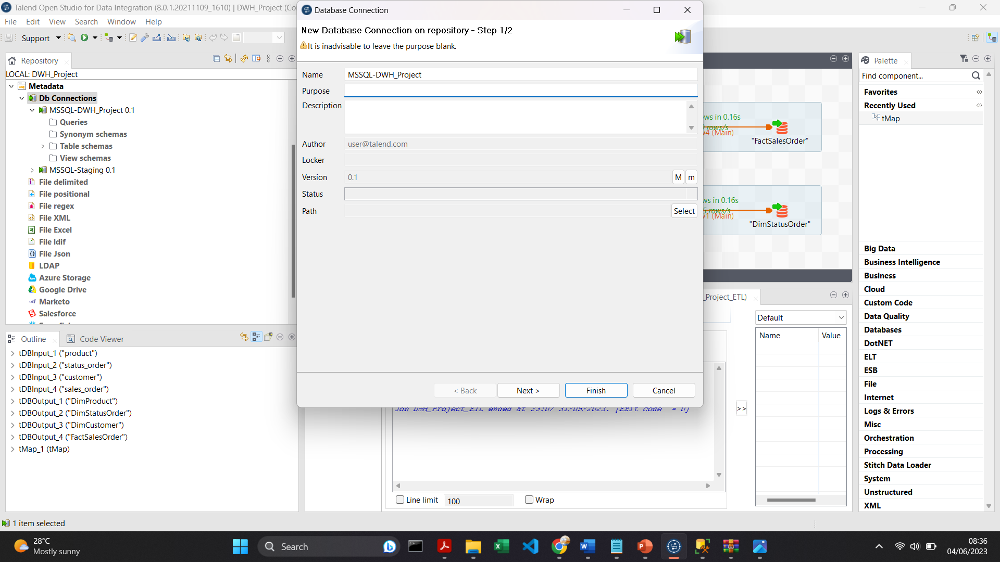 Talend Open Studio for Data Integration (8.0.1.20211109_1610) | DWH_Project (Co
File Edit View Search Window Help
Support
Repository
LOCAL: DWH_Project
Metadata
Db Connections
MSSQL-DWH_Project 0.1
Queries
Synonym schemas
Table schemas
View schemas
MSSQL-Staging 0.1
File delimited
File positional
File regex
File XML
File Excel
File ldif
File Json
LDAP
Azure Storage
Google Drive
Marketo
Salesforce
Outline
Code Viewer
tDBInput_1 ("product")
tDBInput_2 ("status_order")
tDBInput_3 ("customer")
tDBInput_4 ("sales_order")
tDBOutput_1 ("DimProduct")
tDBOutput_2 ("DimStatusOrder")
tDBOutput_3 ("DimCustomer")
tDBOutput_4 ("FactSalesOrder")
tMap_1 (tMap)
1 item selected
Database Connection
New Database Connection on repository - Step 1/2
It is inadvisable to leave the purpose blank.
Name MSSQL-DWH_Project
Purpose
Description
Author user@talend.com
Locker
Version 0.1 M m
Status
Path Select
< Back Next > Finish Cancel
ws in 0.16s
rows/s
(Main)
"FactSalesOrder"
ws in 0.16s
rows/s
(Main)
"DimStatusOrder"
_Project_ETL)
Default
Name Value
Job DWH_Project_ETL ended at 23:07 31/05/2023. [Exit code = 0]
>>
Line limit 100 Wrap
Palette
Find component...
Favorites
Recently Used
tMap
Big Data
Business Intelligence
Business
Cloud
Custom Code
Data Quality
Databases
DotNET
ELT
ESB
File
Internet
Logs & Errors
Misc
Orchestration
Processing
Stitch Data Loader
System
Unstructured
XML
28°C
Mostly sunny
Search
08:36
04/06/2023